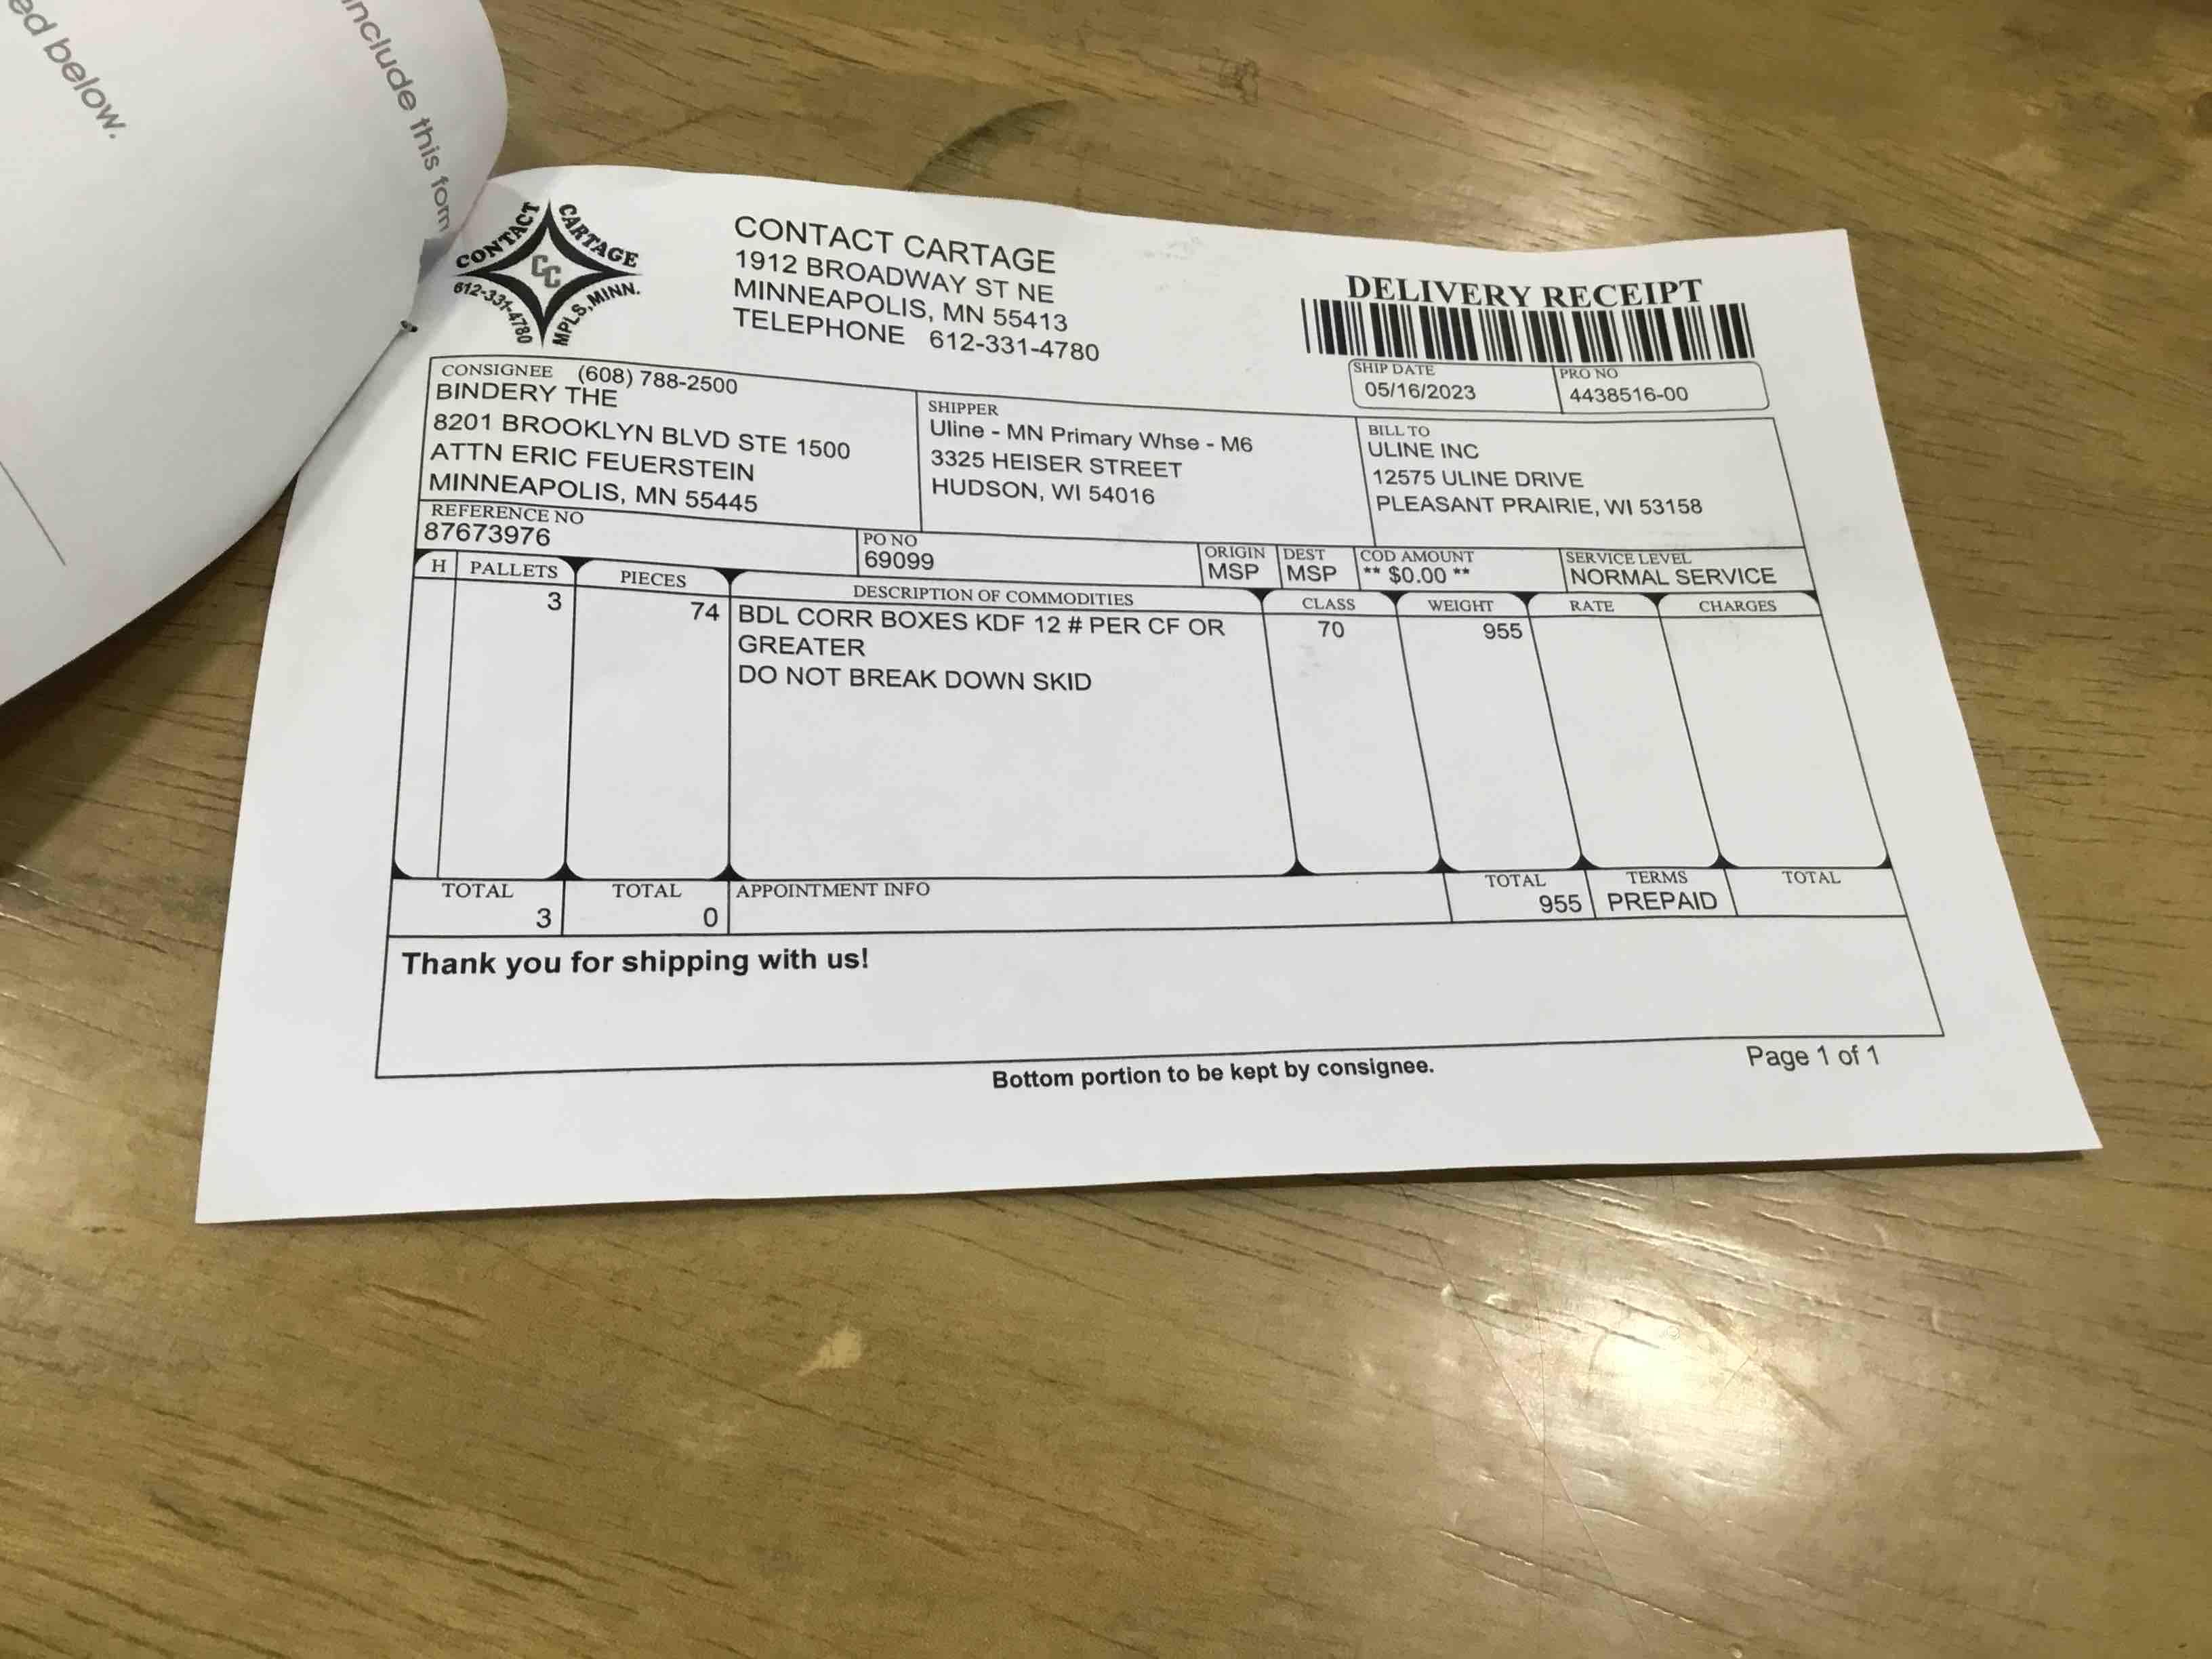 ed below.
include this form
CONTACT CARTAGE
CC
612-331-4780 MPLS, MINN.
CONTACT CARTAGE
1912 BROADWAY ST NE
MINNEAPOLIS, MN 55413
TELEPHONE 612-331-4780
DELIVERY RECEIPT
SHIP DATE
05/16/2023
PRO NO
4438516-00
CONSIGNEE (608) 788-2500
BINDERY THE
8201 BROOKLYN BLVD STE 1500
ATTN ERIC FEUERSTEIN
MINNEAPOLIS, MN 55445
SHIPPER
Uline - MN Primary Whse - M6
3325 HEISER STREET
HUDSON, WI 54016
BILL TO
ULINE INC
12575 ULINE DRIVE
PLEASANT PRAIRIE, WI 53158
REFERENCE NO
87673976
PO NO
69099
ORIGIN
MSP
DEST
MSP
COD AMOUNT
** $0.00 **
SERVICE LEVEL
NORMAL SERVICE
H PALLETS PIECES DESCRIPTION OF COMMODITIES CLASS WEIGHT RATE CHARGES
3 74 BDL CORR BOXES KDF 12 # PER CF OR 70 955
GREATER
DO NOT BREAK DOWN SKID
TOTAL
3
TOTAL
0
APPOINTMENT INFO
TOTAL
955
TERMS
PREPAID
TOTAL
Thank you for shipping with us!
Bottom portion to be kept by consignee.
Page 1 of 1